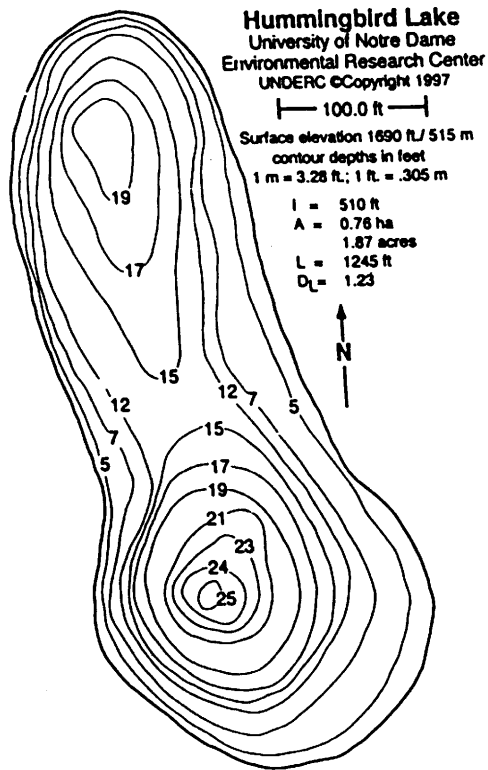 Hummingbird Lake
University of Notre Dame
Environmental Research Center
UNDERC ©Copyright 1997
100.0 ft
Surface elevation 1690 ft./ 515 m
contour depths in feet
1 m = 3.28 ft.; 1 ft. = .305 m
l = 510 ft
A = 0.76 ha
1.87 acres
L = 1245 ft
DL= 1.23
N
19
17
15
12
12
7
5
7
5
15
17
19
21
23
24
25